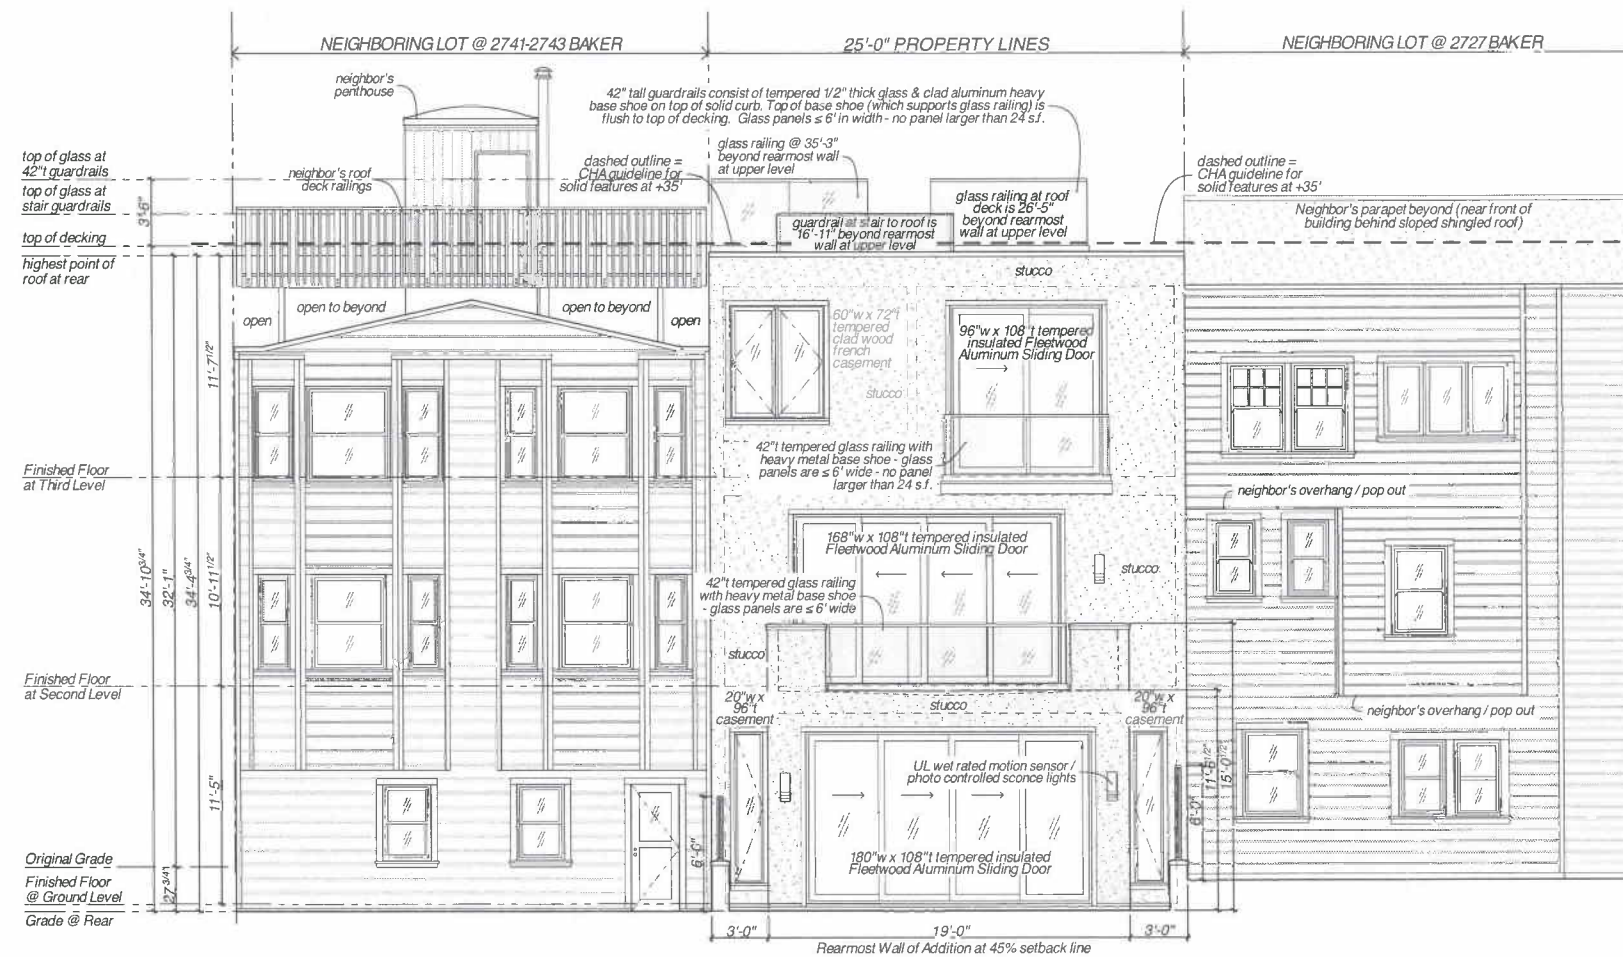 NEIGHBORING LOT @ 2741-2743 BAKER
25'-0" PROPERTY LINES
NEIGHBORING LOT @ 2727 BAKER
neighbor's
penthouse
42" tall guardrails consist of tempered 1/2" thick glass & clad aluminum heavy
base shoe on top of solid curb. Top of base shoe (which supports glass railing) is
flush to top of decking. Glass panels ≤ 6' in width - no panel larger than 24 s.f.
glass railing @ 35'-3"
beyond rearmost wall
at upper level
top of glass at
42"t guardrails
top of glass at
stair guardrails
top of decking
highest point of
roof at rear
3'-6"
neighbor's roof
deck railings
dashed outline =
CHA guideline for
solid features at +35'
guardrail at stair to roof is
16'-11" beyond rearmost
wall at upper level
glass railing at roof
deck is 26'-5"
beyond rearmost
wall at upper level
dashed outline =
CHA guideline for
solid features at +35'
Neighbor's parapet beyond (near front of
building behind sloped shingled roof)
stucco
open
open to beyond
open to beyond
open
60"w x 72"t
tempered
clad wood
french
casement
stucco
96"w x 108"t tempered
insulated Fleetwood
Aluminum Sliding Door
11'-7 1/2"
42"t tempered glass railing with
heavy metal base shoe - glass
panels are ≤ 6' wide - no panel
larger than 24 s.f.
Finished Floor
at Third Level
neighbor's overhang / pop out
168"w x 108"t tempered insulated
Fleetwood Aluminum Sliding Door
stucco
42"t tempered glass railing
with heavy metal base shoe
- glass panels are ≤ 6' wide
34'-10 3/4"
32'-1"
34'-4 3/4"
10'-11 1/2"
stucco
Finished Floor
at Second Level
20"w x
96"t
casement
stucco
20"w x
96"t
casement
neighbor's overhang / pop out
UL wet rated motion sensor /
photo controlled sconce lights
11'-5"
6'-0"
6'-0"
11'-6 1/2"
15'-0 1/2"
180"w x 108"t tempered insulated
Fleetwood Aluminum Sliding Door
Original Grade
Finished Floor
@ Ground Level
Grade @ Rear
27 3/4"
3'-0"
19'-0"
3'-0"
Rearmost Wall of Addition at 45% setback line